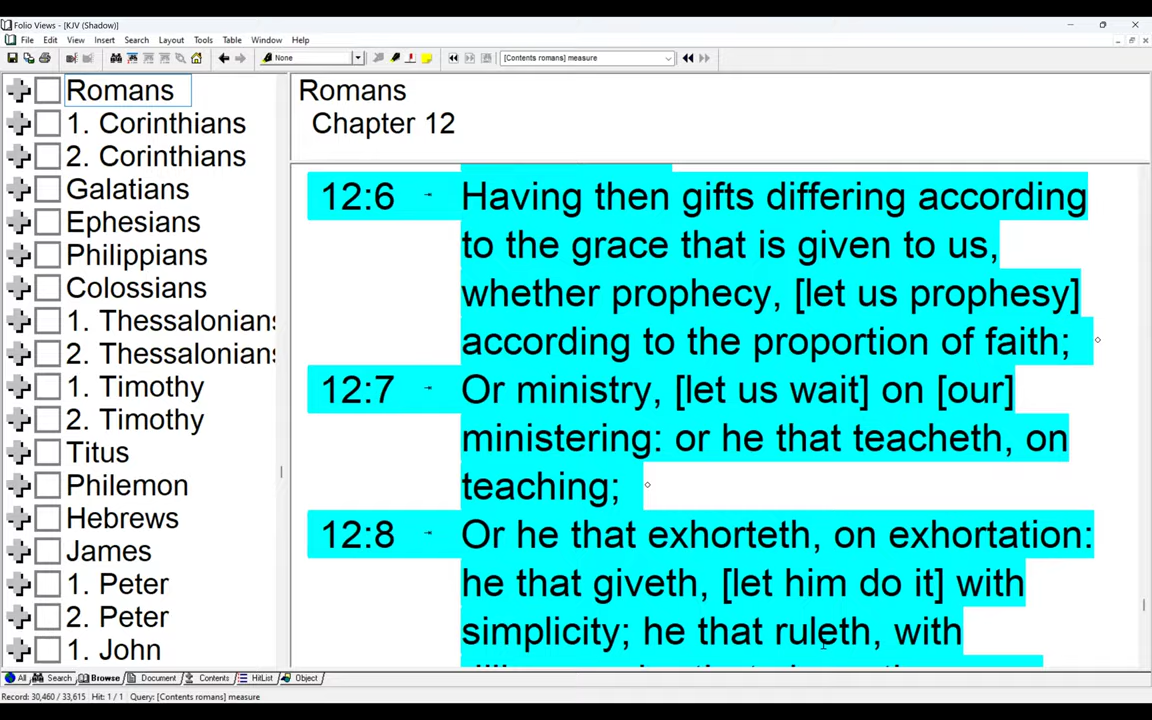 Folio Views - [KJV (Shadow)]
File Edit View Insert Search Layout Tools Table Window Help
None
[Contents romans] measure
Romans
1. Corinthians
2. Corinthians
Galatians
Ephesians
Philippians
Colossians
1. Thessalonians
2. Thessalonians
1. Timothy
2. Timothy
Titus
Philemon
Hebrews
James
1. Peter
2. Peter
1. John
Romans
Chapter 12
12:6 Having then gifts differing according
to the grace that is given to us,
whether prophecy, [let us prophesy]
according to the proportion of faith;
12:7 Or ministry, [let us wait] on [our]
ministering: or he that teacheth, on
teaching;
12:8 Or he that exhorteth, on exhortation:
he that giveth, [let him do it] with
simplicity; he that ruleth, with
All Search Browse Document Contents HitList Object
Record: 30,460 / 33,615 Hit: 1 / 1 Query: [Contents romans] measure